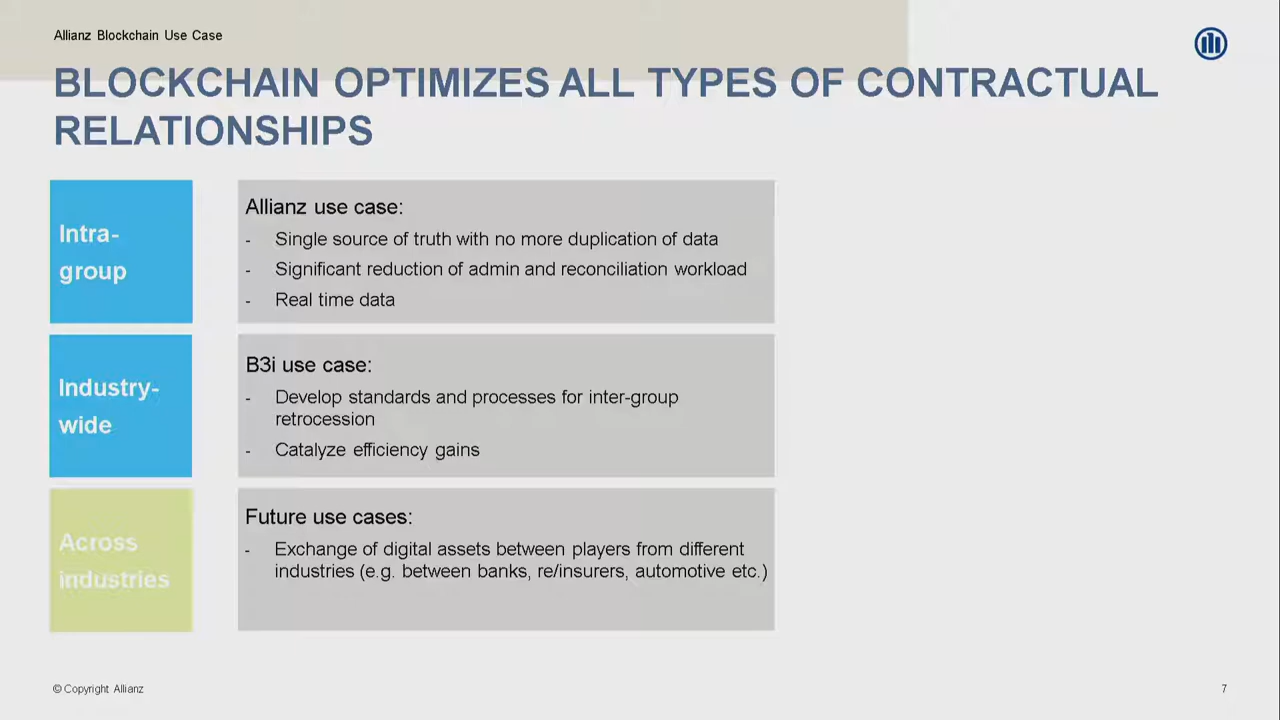 Allianz Blockchain Use Case
BLOCKCHAIN OPTIMIZES ALL TYPES OF CONTRACTUAL
RELATIONSHIPS
Intra-
group
Allianz use case:
- Single source of truth with no more duplication of data
- Significant reduction of admin and reconciliation workload
- Real time data
Industry-
wide
B3i use case:
- Develop standards and processes for inter-group
retrocession
- Catalyze efficiency gains
Across
industries
Future use cases:
- Exchange of digital assets between players from different
industries (e.g. between banks, re/insurers, automotive etc.)
© Copyright Allianz
7